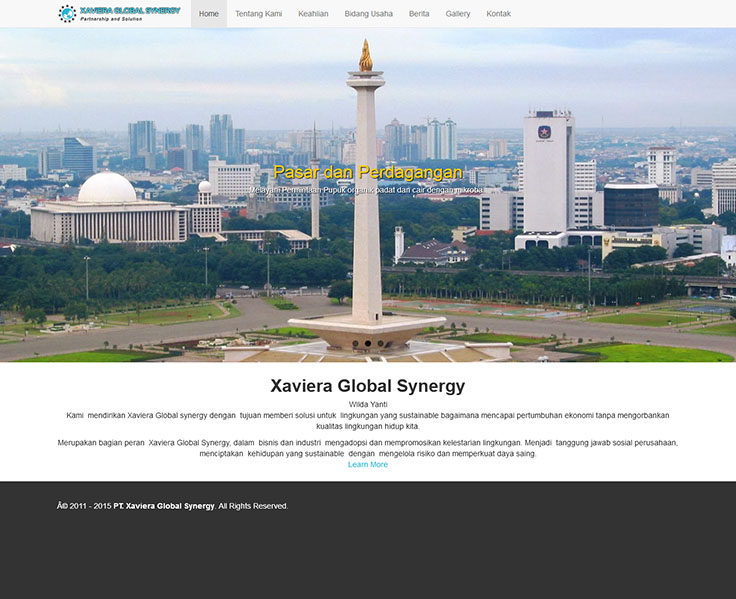 XAVIERA GLOBAL SYNERGY
Partnership and Solution
Home
Tentang Kami
Keahlian
Bidang Usaha
Berita
Gallery
Kontak
Pasar dan Perdagangan
Melayani Permintaan Pupuk organik padat dan cair dengan mikroba
Xaviera Global Synergy
Wilda Yanti
Kami mendirikan Xaviera Global synergy dengan tujuan memberi solusi untuk lingkungan yang sustainable bagaimana mencapai pertumbuhan ekonomi tanpa mengorbankan
kualitas lingkungan hidup kita.
Merupakan bagian peran Xaviera Global Synergy, dalam bisnis dan industri mengadopsi dan mempromosikan kelestarian lingkungan. Menjadi tanggung jawab sosial perusahaan,
menciptakan kehidupan yang sustainable dengan mengelola risiko dan memperkuat daya saing.
Learn More
Â© 2011 - 2015 PT. Xaviera Global Synergy. All Rights Reserved.